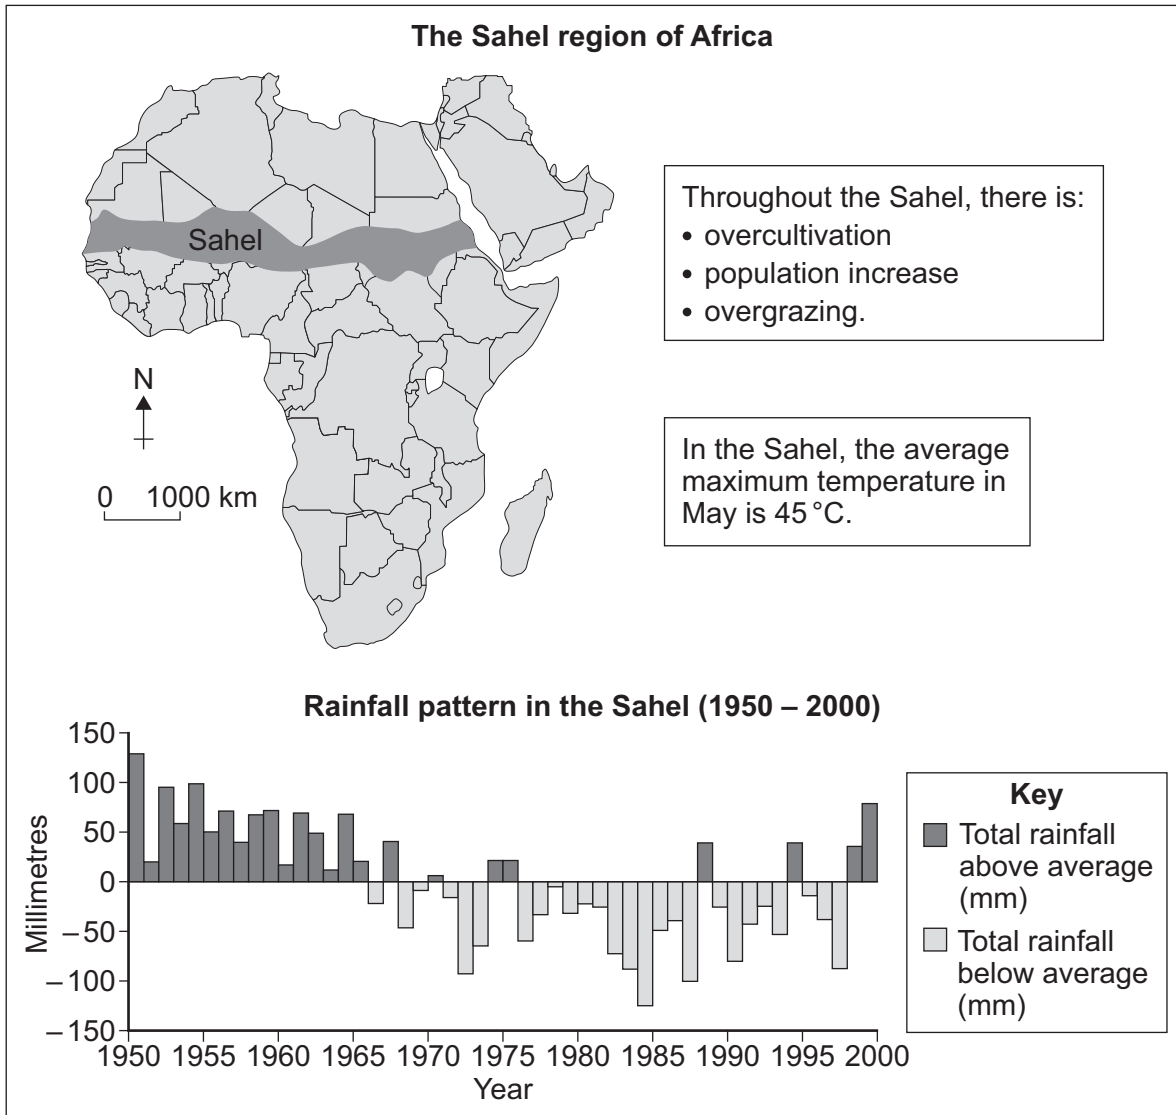 The Sahel region of Africa
Sahel
N
0 1000 km
Throughout the Sahel, there is:
• overcultivation
• population increase
• overgrazing.
In the Sahel, the average
maximum temperature in
May is 45 °C.
Rainfall pattern in the Sahel (1950 – 2000)
Millimetres
150
100
50
0
– 50
– 100
– 150
1950 1955 1960 1965 1970 1975 1980 1985 1990 1995 2000
Year
Key
Total rainfall
above average
(mm)
Total rainfall
below average
(mm)